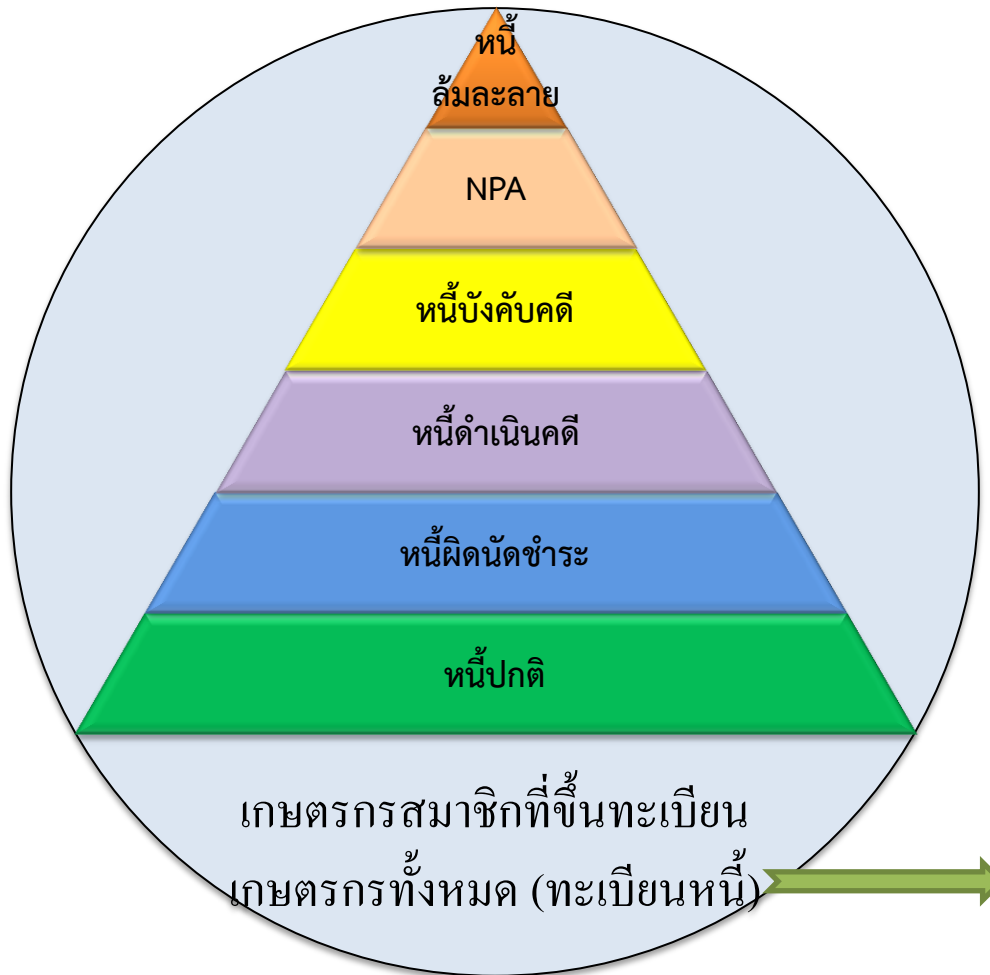 หนี้
ล้มละลาย
NPA
หนี้บังคับคดี
หนี้ดำเนินคดี
หนี้ผิดนัดชำระ
หนี้ปกติ
เกษตรกรสมาชิกที่ขึ้นทะเบียน
เกษตรกรทั้งหมด (ทะเบียนหนี้)